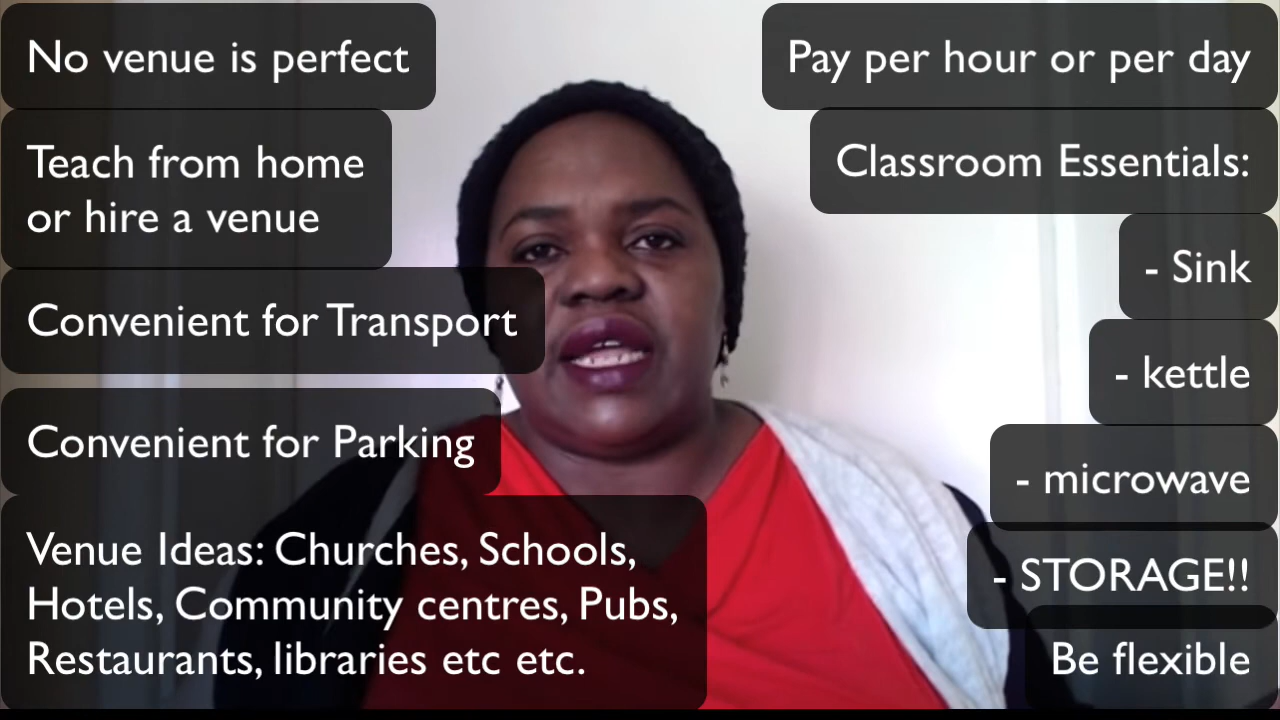 No venue is perfect
Teach from home
or hire a venue
Convenient for Transport
Convenient for Parking
Venue Ideas: Churches, Schools,
Hotels, Community centres, Pubs,
Restaurants, libraries etc etc.
Pay per hour or per day
Classroom Essentials:
- Sink
- kettle
- microwave
- STORAGE!!
Be flexible